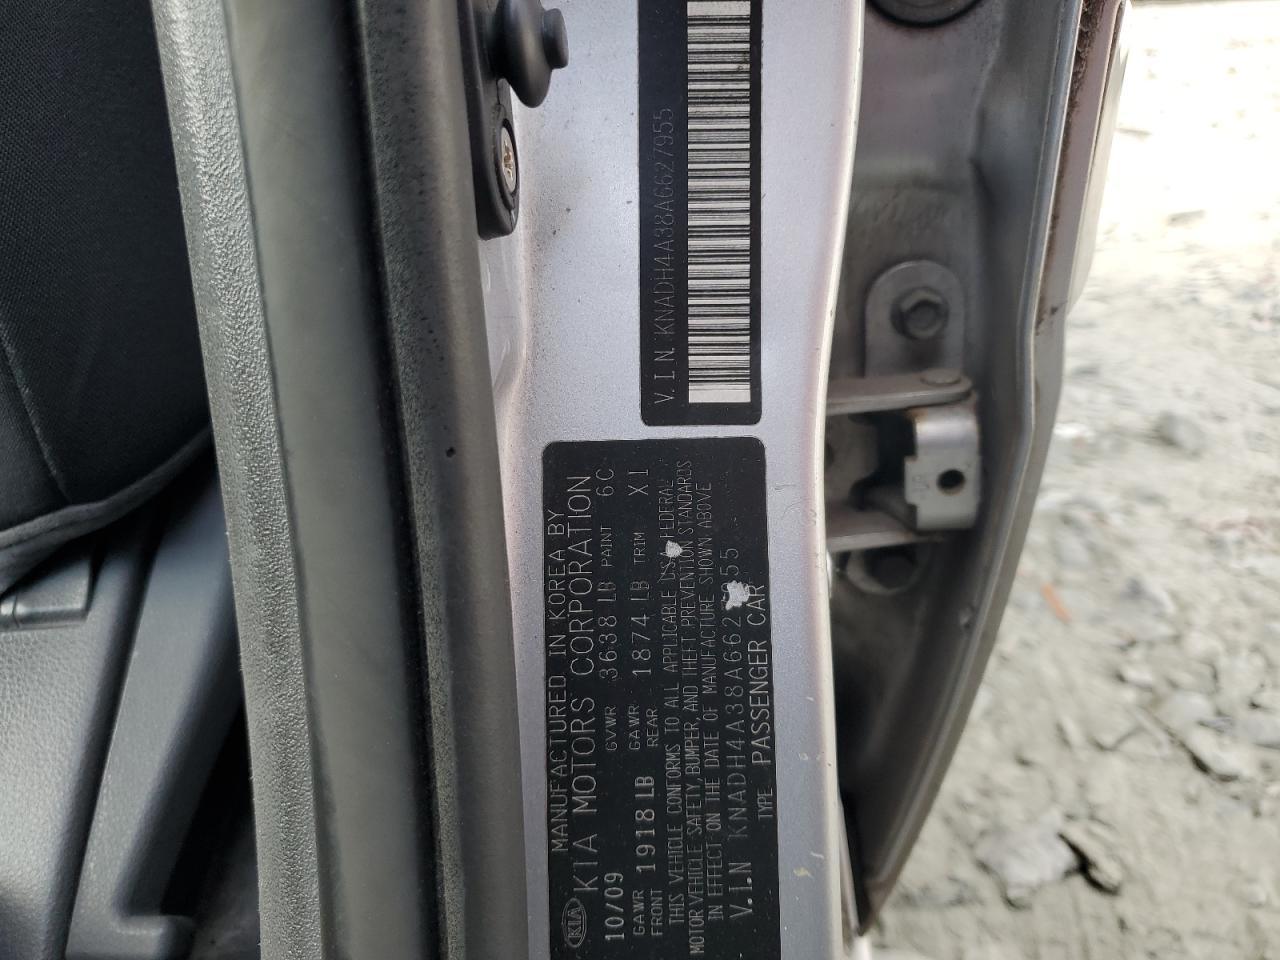 V.I.N. KNADH4A38A6627955
MANUFACTURED IN KOREA BY
KIA KIA MOTORS CORPORATION
10/09 GVWR 3638 LB PAINT 6C
GAWR FRONT 1918 LB GAWR REAR 1874 LB TRIM X1
THIS VEHICLE CONFORMS TO ALL APPLICABLE U.S.A. FEDERAL
MOTOR VEHICLE SAFETY, BUMPER, AND THEFT PREVENTION STANDARDS
IN EFFECT ON THE DATE OF MANUFACTURE SHOWN ABOVE
V.I.N KNADH4A38A6627955
TYPE PASSENGER CAR